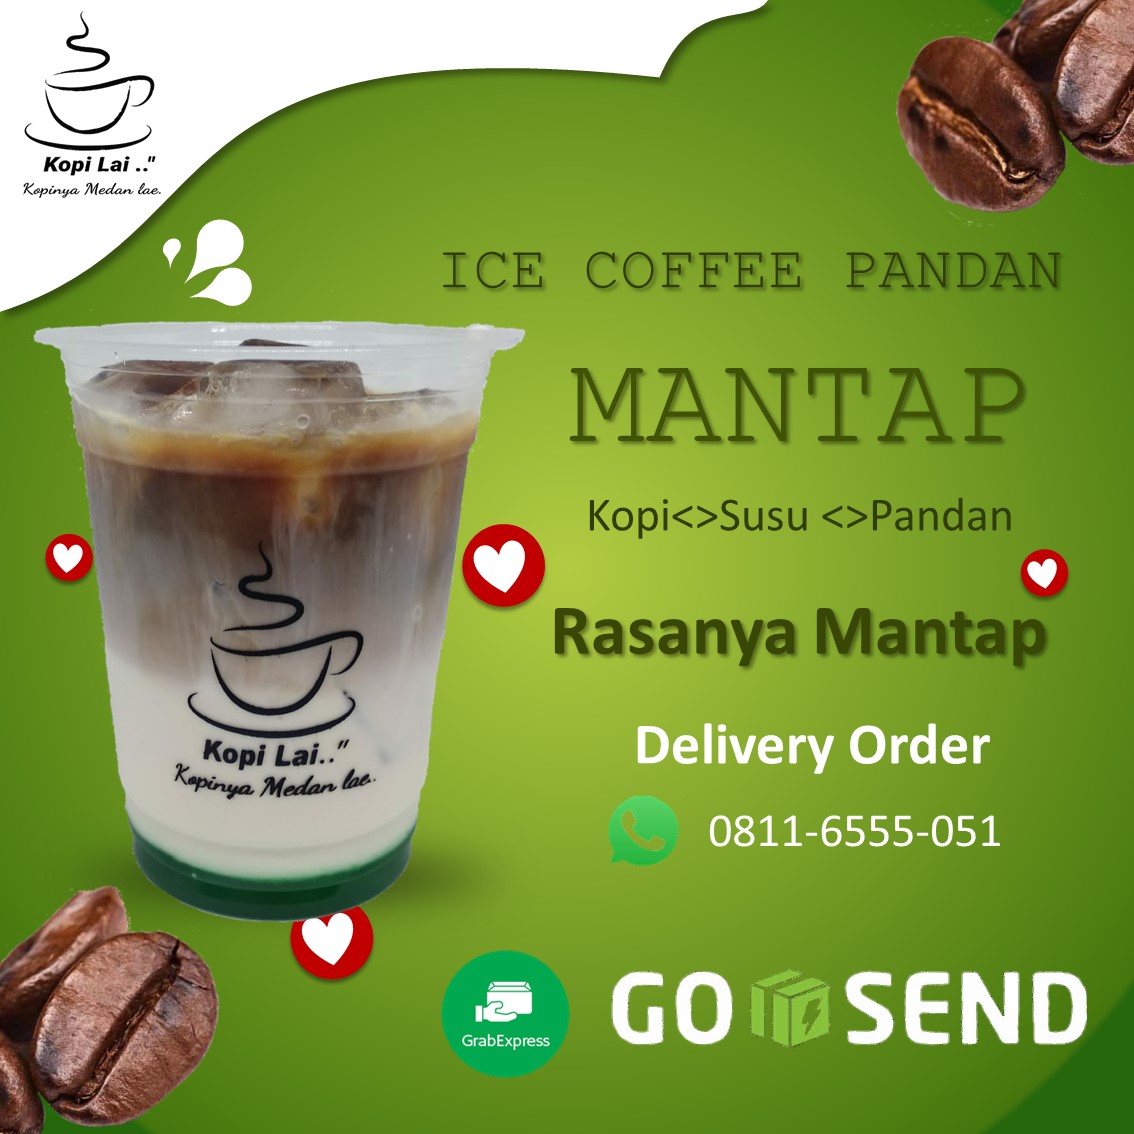 Kopi Lai .."
Kopinya Medan lae.
ICE COFFEE PANDAN
MANTAP
Kopi<>Susu <>Pandan
Rasanya Mantap
Delivery Order
0811-6555-051
Kopi Lai.."
Kopinya Medan lae..
GrabExpress
GO SEND